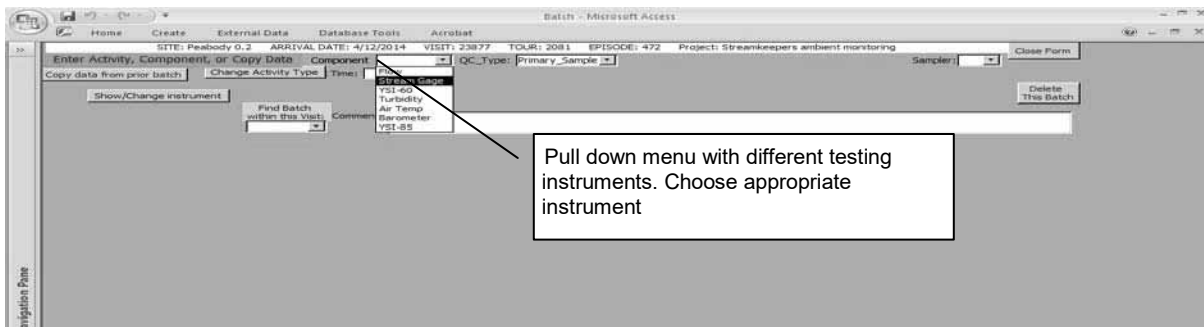 Batch - Microsoft Access
Home Create External Data Database Tools Acrobat
SITE: Peabody 0.2 ARRIVAL DATE: 4/12/2014 VISIT: 23877 TOUR: 2081 EPISODE: 472 Project: Streamkeepers ambient monitoring
Close Form
Enter Activity, Component, or Copy Data Component QC_Type: Primary_Sample Sampler:
Copy data from prior batch Change Activity Type Time:
Flow
Stream Gage
YSI-60
Turbidity
Air Temp
Barometer
YSI-85
Show/Change instrument
Delete
This Batch
Find Batch
within this Visit: Commen
Pull down menu with different testing
instruments. Choose appropriate
instrument
vigation Pane